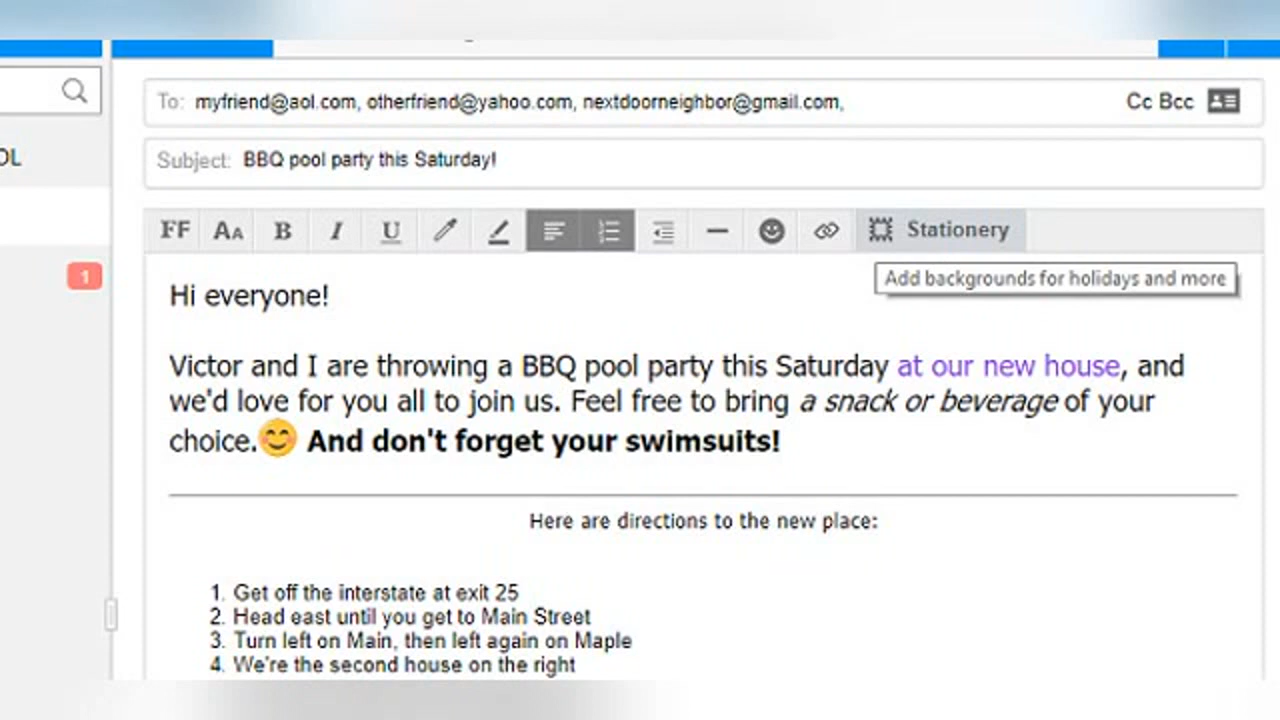 To: myfriend@aol.com, otherfriend@yahoo.com, nextdoorneighbor@gmail.com, Cc Bcc
OL
Subject: BBQ pool party this Saturday!
FF AA B I U Stationery
1
Add backgrounds for holidays and more
Hi everyone!
Victor and I are throwing a BBQ pool party this Saturday at our new house, and
we'd love for you all to join us. Feel free to bring a snack or beverage of your
choice.😊 And don't forget your swimsuits!
Here are directions to the new place:
1. Get off the interstate at exit 25
2. Head east until you get to Main Street
3. Turn left on Main, then left again on Maple
4. We're the second house on the right